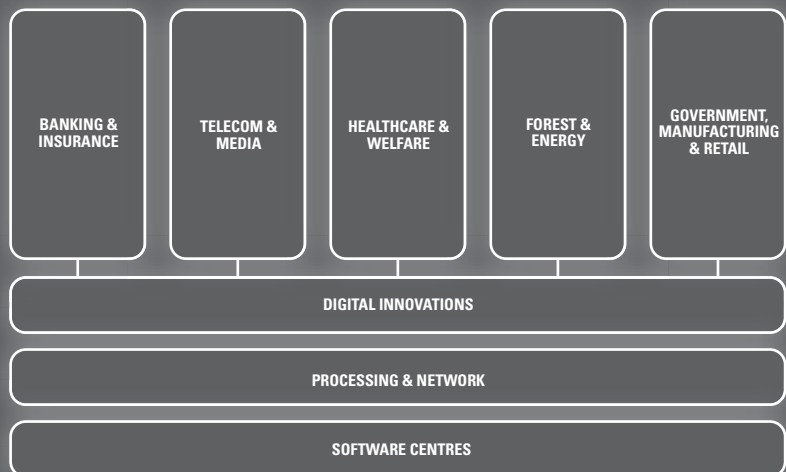 BANKING &
INSURANCE
TELECOM &
MEDIA
HEALTHCARE &
WELFARE
FOREST &
ENERGY
GOVERNMENT,
MANUFACTURING
& RETAIL
DIGITAL INNOVATIONS
PROCESSING & NETWORK
SOFTWARE CENTRES